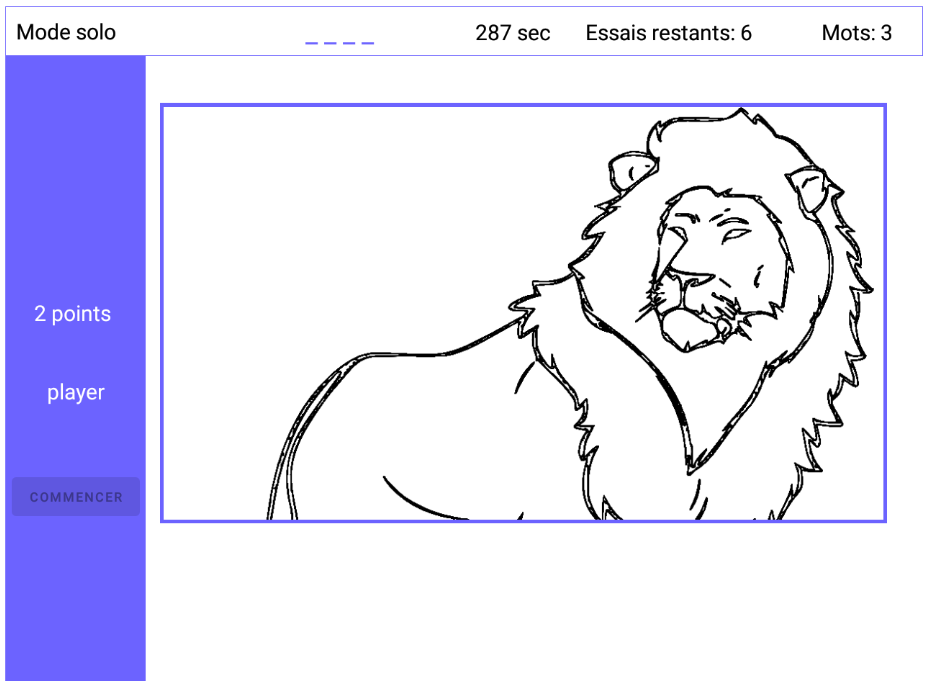 Mode solo
_ _ _ _
287 sec
Essais restants: 6
Mots: 3
2 points
player
COMMENCER